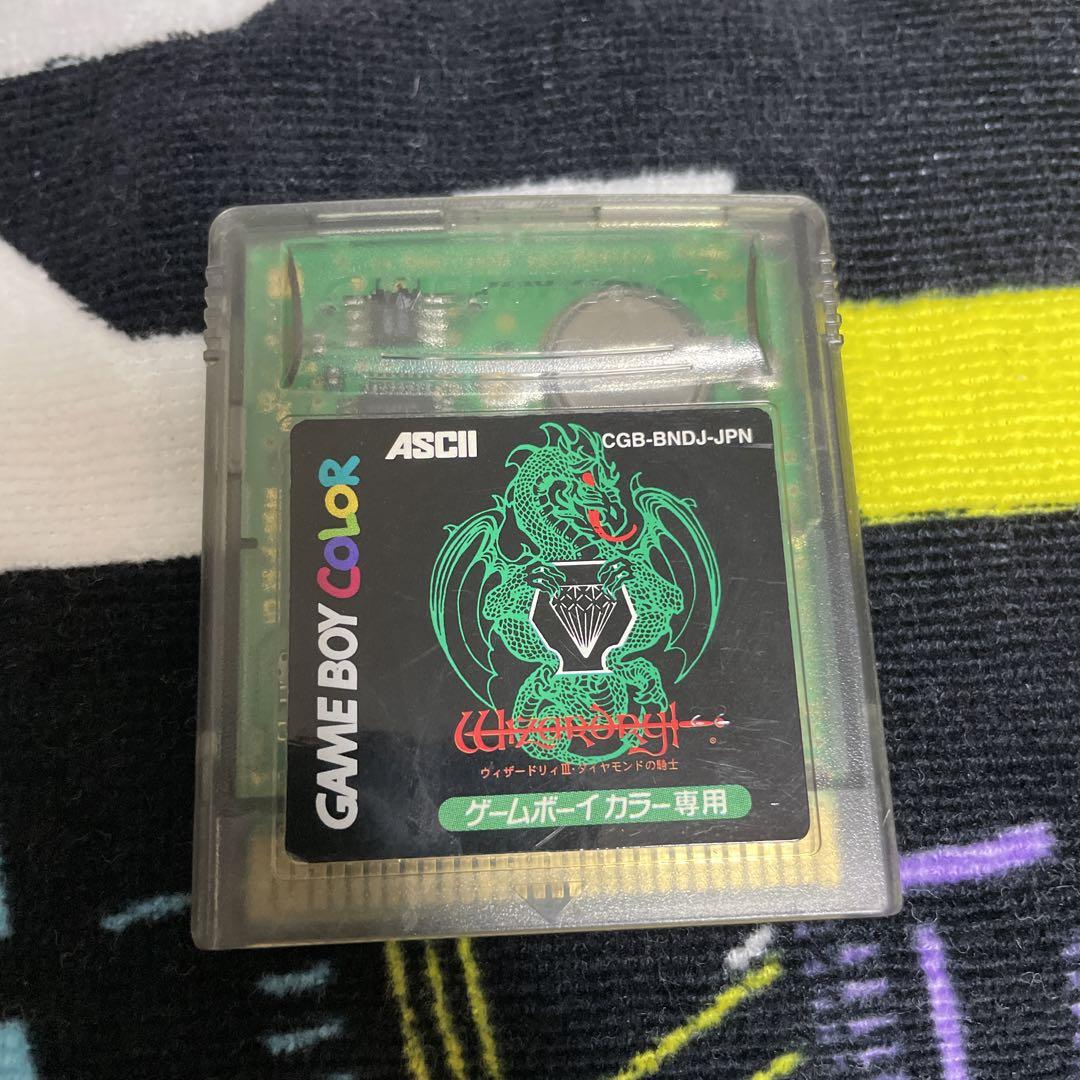 ASCII
CGB-BNDJ-JPN
GAME BOY COLOR
Wizardry
ウィザードリィIII・ダイヤモンドの騎士
ゲームボーイカラー専用